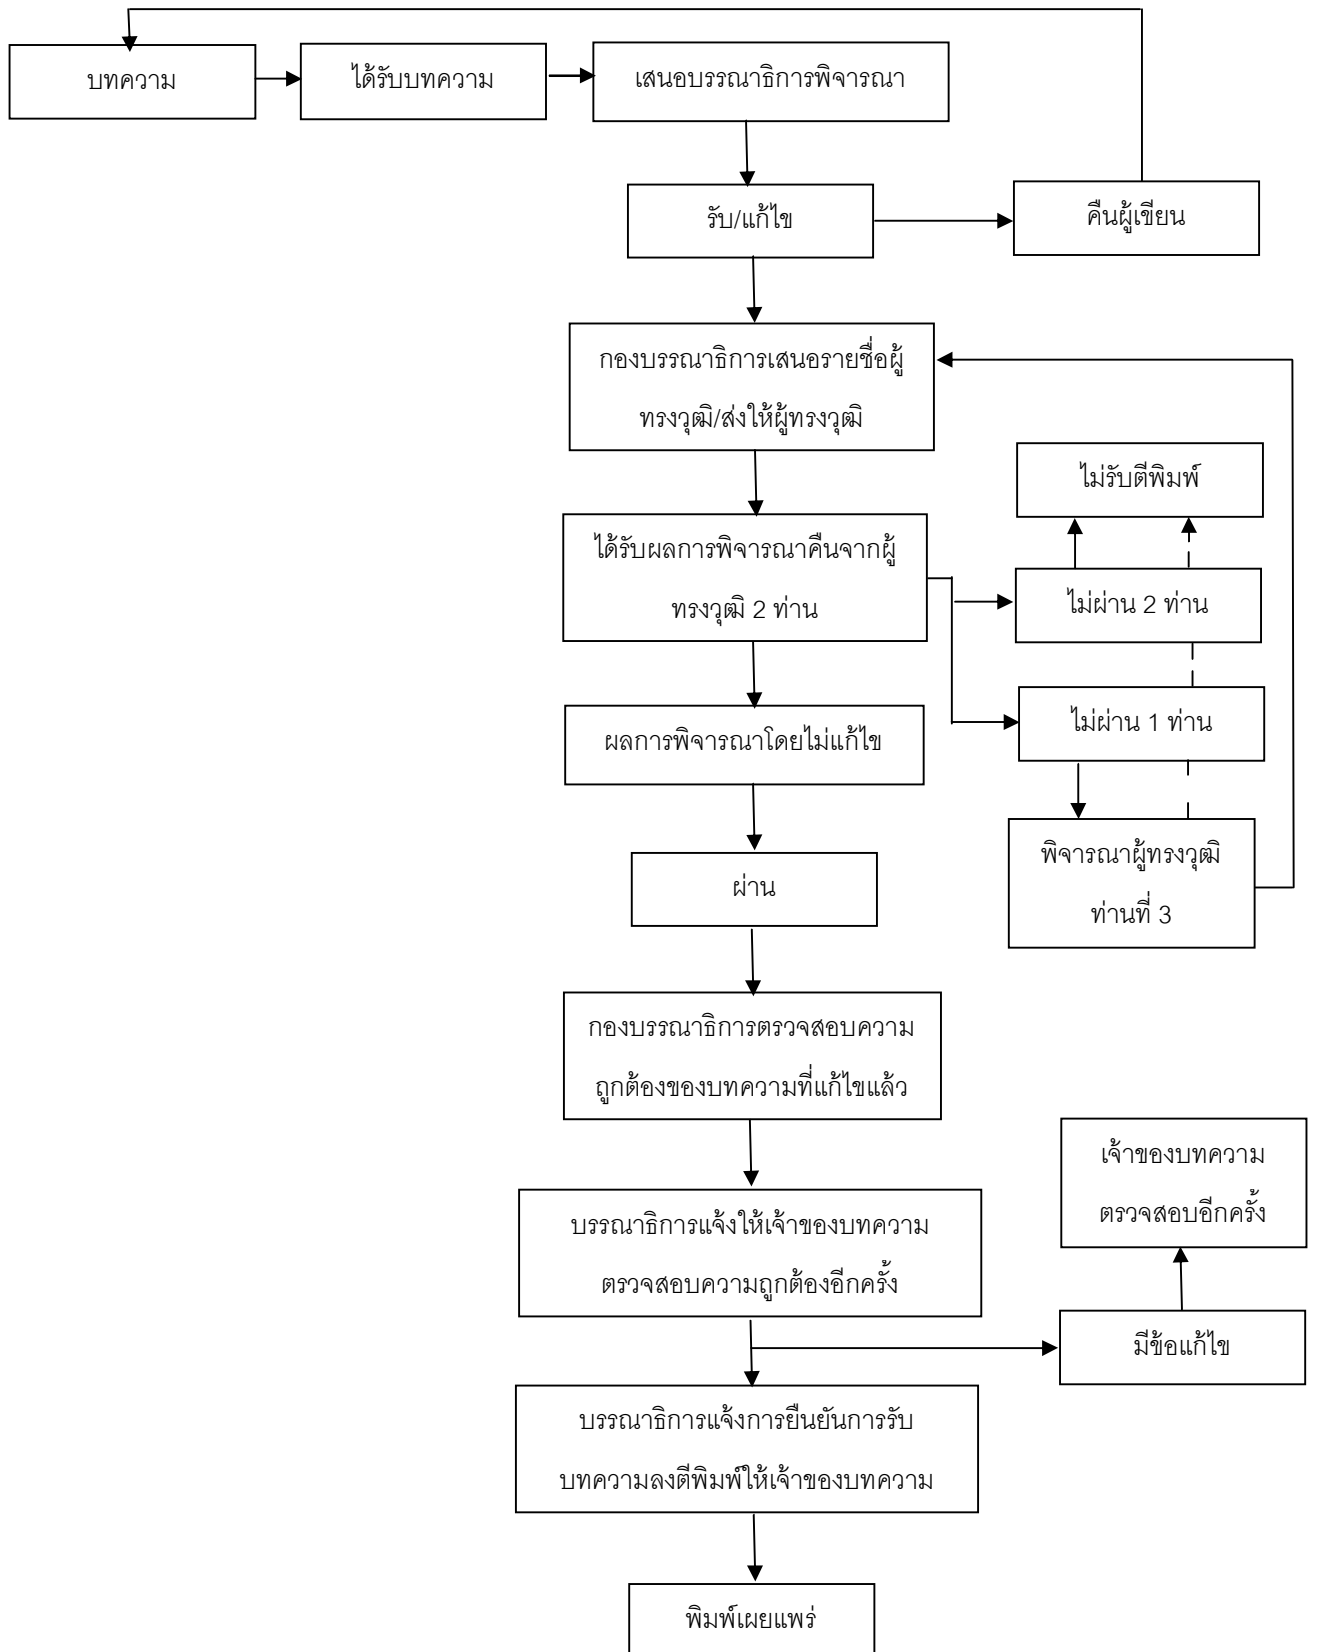 บทความ
ได้รับบทความ
เสนอบรรณาธิการพิจารณา
รับ/แก้ไข
คืนผู้เขียน
กองบรรณาธิการเสนอรายชื่อผู้
ทรงวุฒิ/ส่งให้ผู้ทรงวุฒิ
ไม่รับตีพิมพ์
ได้รับผลการพิจารณาคืนจากผู้
ทรงวุฒิ 2 ท่าน
ไม่ผ่าน 2 ท่าน
ไม่ผ่าน 1 ท่าน
ผลการพิจารณาโดยไม่แก้ไข
พิจารณาผู้ทรงวุฒิ
ท่านที่ 3
ผ่าน
กองบรรณาธิการตรวจสอบความ
ถูกต้องของบทความที่แก้ไขแล้ว
เจ้าของบทความ
ตรวจสอบอีกครั้ง
บรรณาธิการแจ้งให้เจ้าของบทความ
ตรวจสอบความถูกต้องอีกครั้ง
มีข้อแก้ไข
บรรณาธิการแจ้งการยืนยันการรับ
บทความลงตีพิมพ์ให้เจ้าของบทความ
พิมพ์เผยแพร่